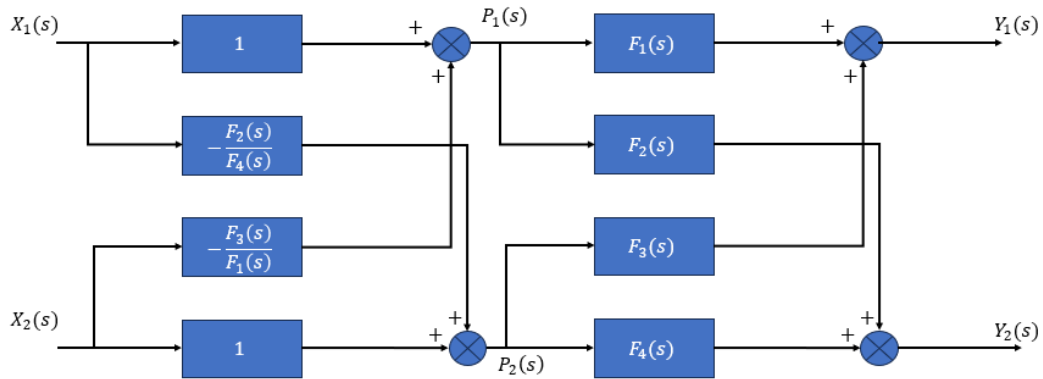 X₁(s)
1
+
+
P₁(s)
F₁(s)
+
+
Y₁(s)
−F₂(s)/F₄(s)
F₂(s)
−F₃(s)/F₁(s)
F₃(s)
X₂(s)
1
+
+
P₂(s)
F₄(s)
+
+
Y₂(s)